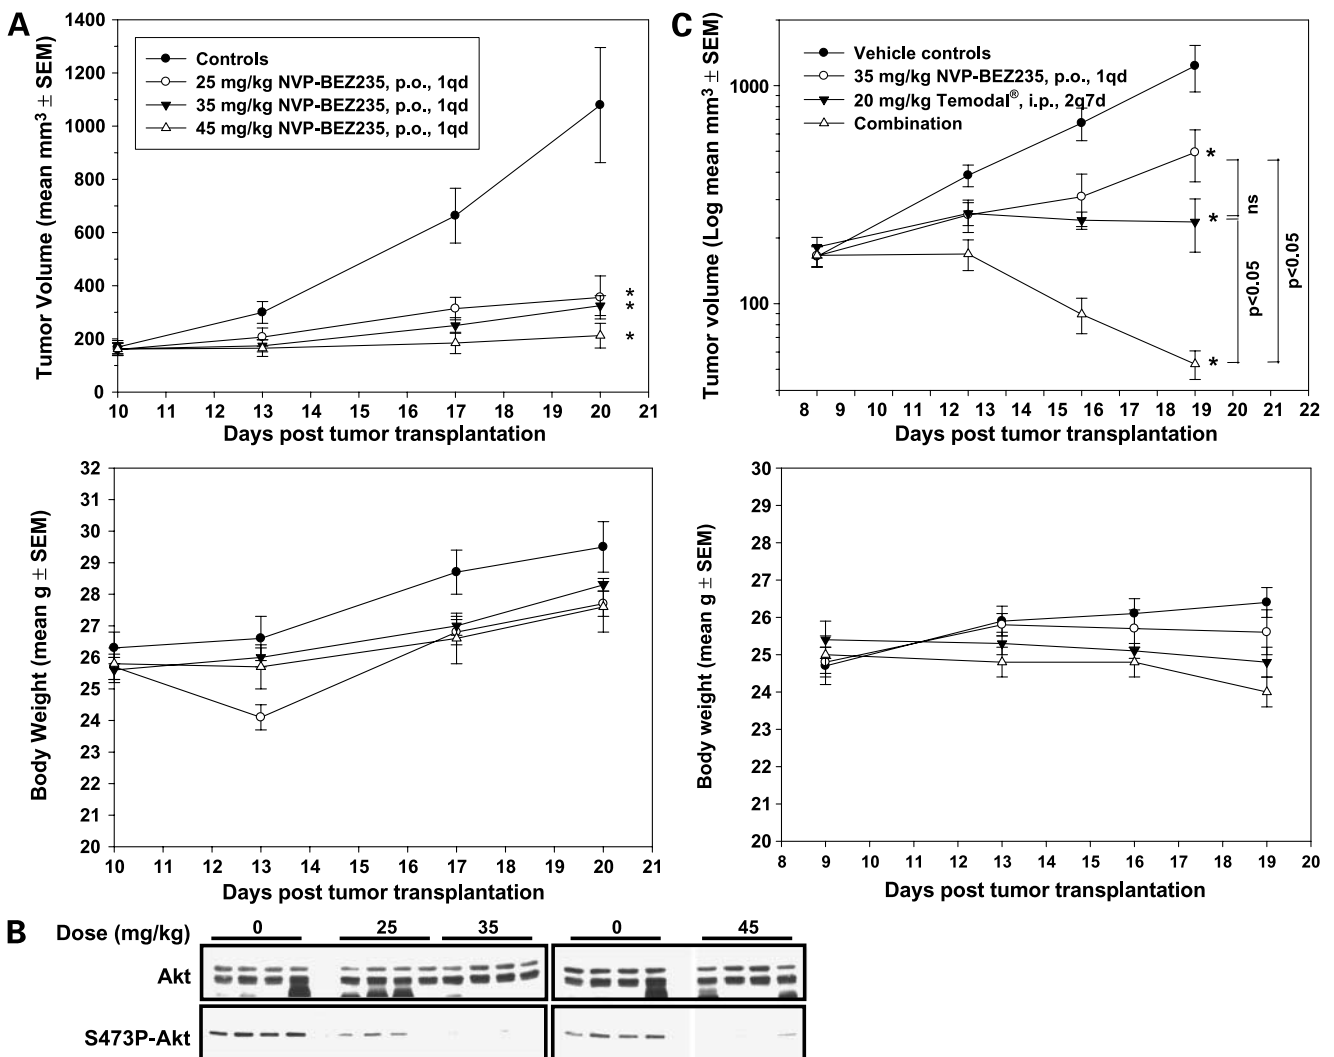 A
Tumor Volume (mean mm³ ± SEM)
1400
1200
1000
800
600
400
200
0
Controls
25 mg/kg NVP-BEZ235, p.o., 1qd
35 mg/kg NVP-BEZ235, p.o., 1qd
45 mg/kg NVP-BEZ235, p.o., 1qd
*
*
*
10 11 12 13 14 15 16 17 18 19 20 21
Days post tumor transplantation
Body Weight (mean g ± SEM)
32
31
30
29
28
27
26
25
24
23
22
21
20
10 11 12 13 14 15 16 17 18 19 20 21
Days post tumor transplantation
C
Tumor volume (Log mean mm³ ± SEM)
1000
100
Vehicle controls
35 mg/kg NVP-BEZ235, p.o., 1qd
20 mg/kg Temodal®, i.p., 2q7d
Combination
*
*
*
ns
p<0.05
p<0.05
8 9 10 11 12 13 14 15 16 17 18 19 20 21 22
Days post tumor transplantation
Body weight (mean g ± SEM)
30
29
28
27
26
25
24
23
22
21
20
8 9 10 11 12 13 14 15 16 17 18 19 20
Days post tumor transplantation
B
Dose (mg/kg) 0 25 35 0 45
Akt
S473P-Akt